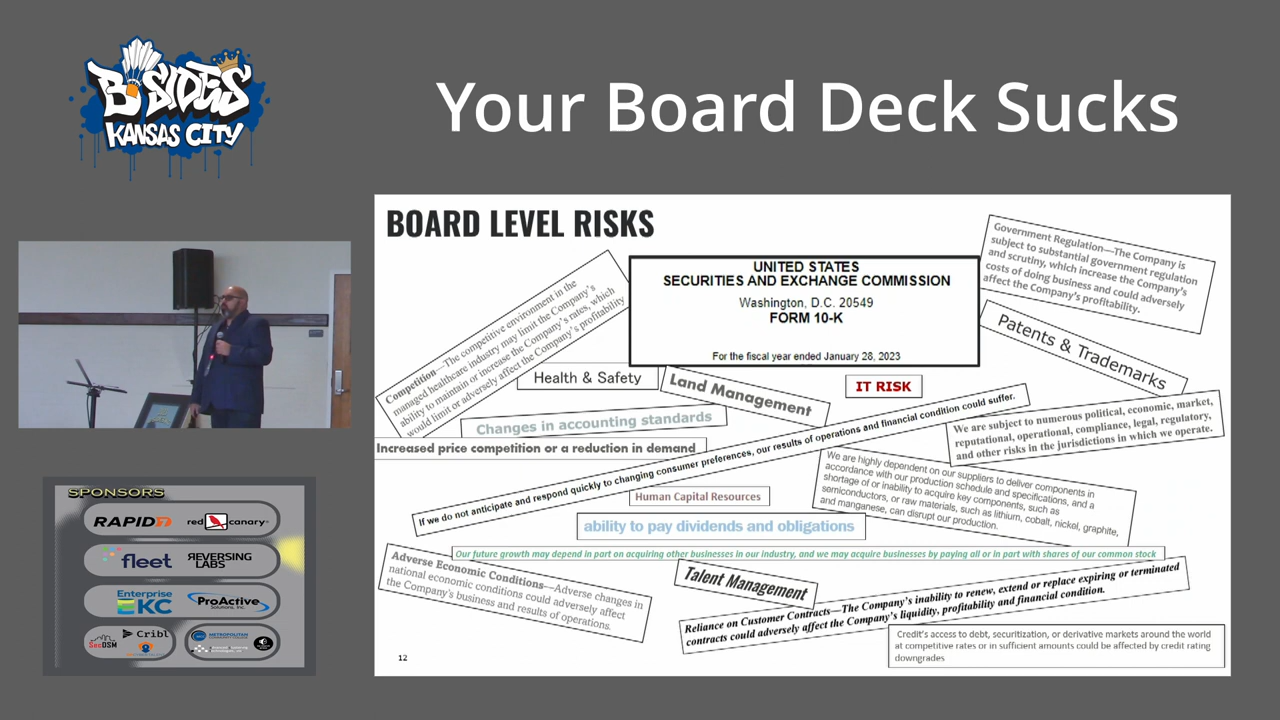 B SIDES
KANSAS CITY
Your Board Deck Sucks
BOARD LEVEL RISKS
UNITED STATES
SECURITIES AND EXCHANGE COMMISSION
Washington, D.C. 20549
FORM 10-K
For the fiscal year ended January 28, 2023
Government Regulation—The Company is
subject to substantial government regulation
and scrutiny, which increase the Company's
costs of doing business and could adversely
affect the Company's profitability.
Competition—The competitive environment in the
managed healthcare industry may limit the Company's
ability to maintain or increase the Company's rates, which
would limit or adversely affect the Company's profitability
Patents & Trademarks
Health & Safety
Land Management
IT RISK
Changes in accounting standards
We are subject to numerous political, economic, market,
reputational, operational, compliance, legal, regulatory,
and other risks in the jurisdictions in which we operate.
Increased price competition or a reduction in demand
If we do not anticipate and respond quickly to changing consumer preferences, our results of operations and financial condition could suffer.
We are highly dependent on our suppliers to deliver components in
accordance with our production schedule and specifications, and a
shortage of or inability to acquire key components, such as
semiconductors, or raw materials, such as lithium, cobalt, nickel, graphite,
and manganese, can disrupt our production.
Human Capital Resources
ability to pay dividends and obligations
Our future growth may depend in part on acquiring other businesses in our industry, and we may acquire businesses by paying all or in part with shares of our common stock
Adverse Economic Conditions—Adverse changes in
national economic conditions could adversely affect
the Company's business and results of operations.
Talent Management
Reliance on Customer Contracts—The Company's inability to renew, extend or replace expiring or terminated
contracts could adversely affect the Company's liquidity, profitability and financial condition.
Credit's access to debt, securitization, or derivative markets around the world
at competitive rates or in sufficient amounts could be affected by credit rating
downgrades
12
SPONSORS
RAPID7
red canary
fleet
REVERSING
LABS
Enterprise
KC
ProActive
Solutions, Inc.
SecDSM
Cribl
METROPOLITAN